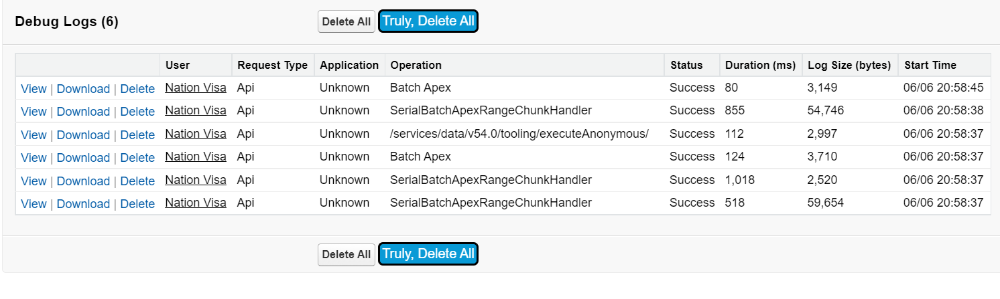 Debug Logs (6) Delete All Truly, Delete All
User Request Type Application Operation Status Duration (ms) Log Size (bytes) Start Time
View | Download | Delete Nation Visa Api Unknown Batch Apex Success 80 3,149 06/06 20:58:45
View | Download | Delete Nation Visa Api Unknown SerialBatchApexRangeChunkHandler Success 855 54,746 06/06 20:58:38
View | Download | Delete Nation Visa Api Unknown /services/data/v54.0/tooling/executeAnonymous/ Success 112 2,997 06/06 20:58:37
View | Download | Delete Nation Visa Api Unknown Batch Apex Success 124 3,710 06/06 20:58:37
View | Download | Delete Nation Visa Api Unknown SerialBatchApexRangeChunkHandler Success 1,018 2,520 06/06 20:58:37
View | Download | Delete Nation Visa Api Unknown SerialBatchApexRangeChunkHandler Success 518 59,654 06/06 20:58:37
Delete All Truly, Delete All